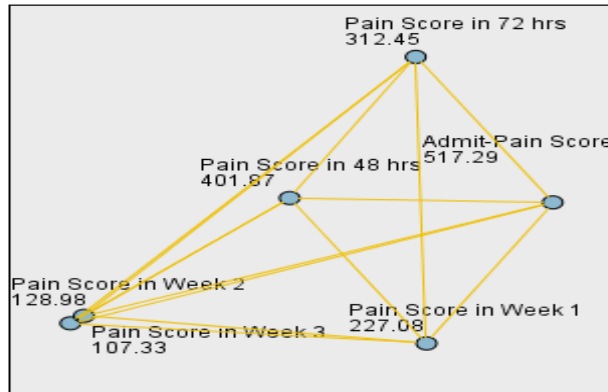 Pain Score in 72 hrs
312.45
Admit-Pain Score
517.29
Pain Score in 48 hrs
401.87
Pain Score in Week 2
128.98
Pain Score in Week 1
227.08
Pain Score in Week 3
107.33